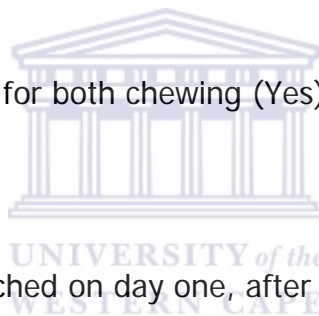 for both chewing (Yes)
UNIVERSITY of the
ched on day one, after
WESTERN CAPE